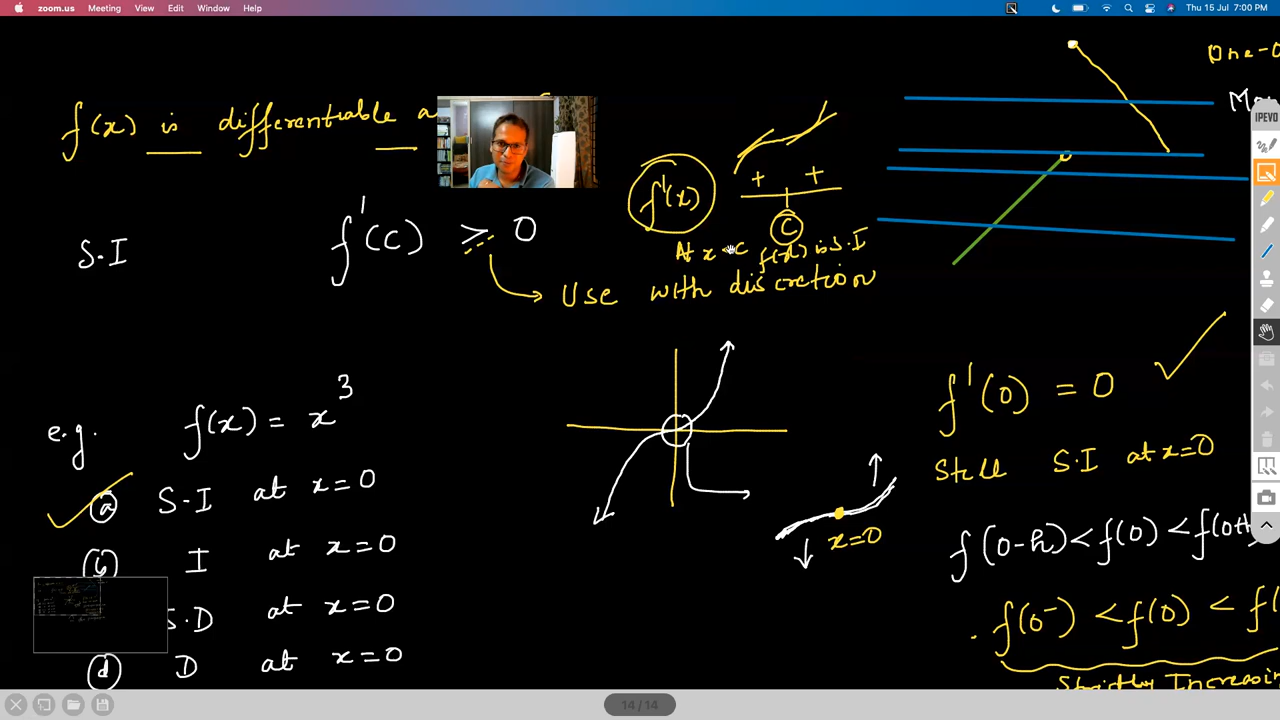 zoom.us Meeting View Edit Window Help Thu 15 Jul 7:00 PM
One-
IPEVO
f(x) is differentiable
f'(x) + +
C
S.I f'(c) ≥ 0
At x = C f(x) is S.I
Use with discretion
e.g. f(x) = x³
f'(0) = 0
(a) S-I at x=0
Still S.I at x=0
(b) I at x=0
x=0
f(0-h) < f(0) < f(0+h
S.D at x=0
f(0⁻) < f(0) < f(
(d) D at x=0
Strictly Increasin
14 / 14